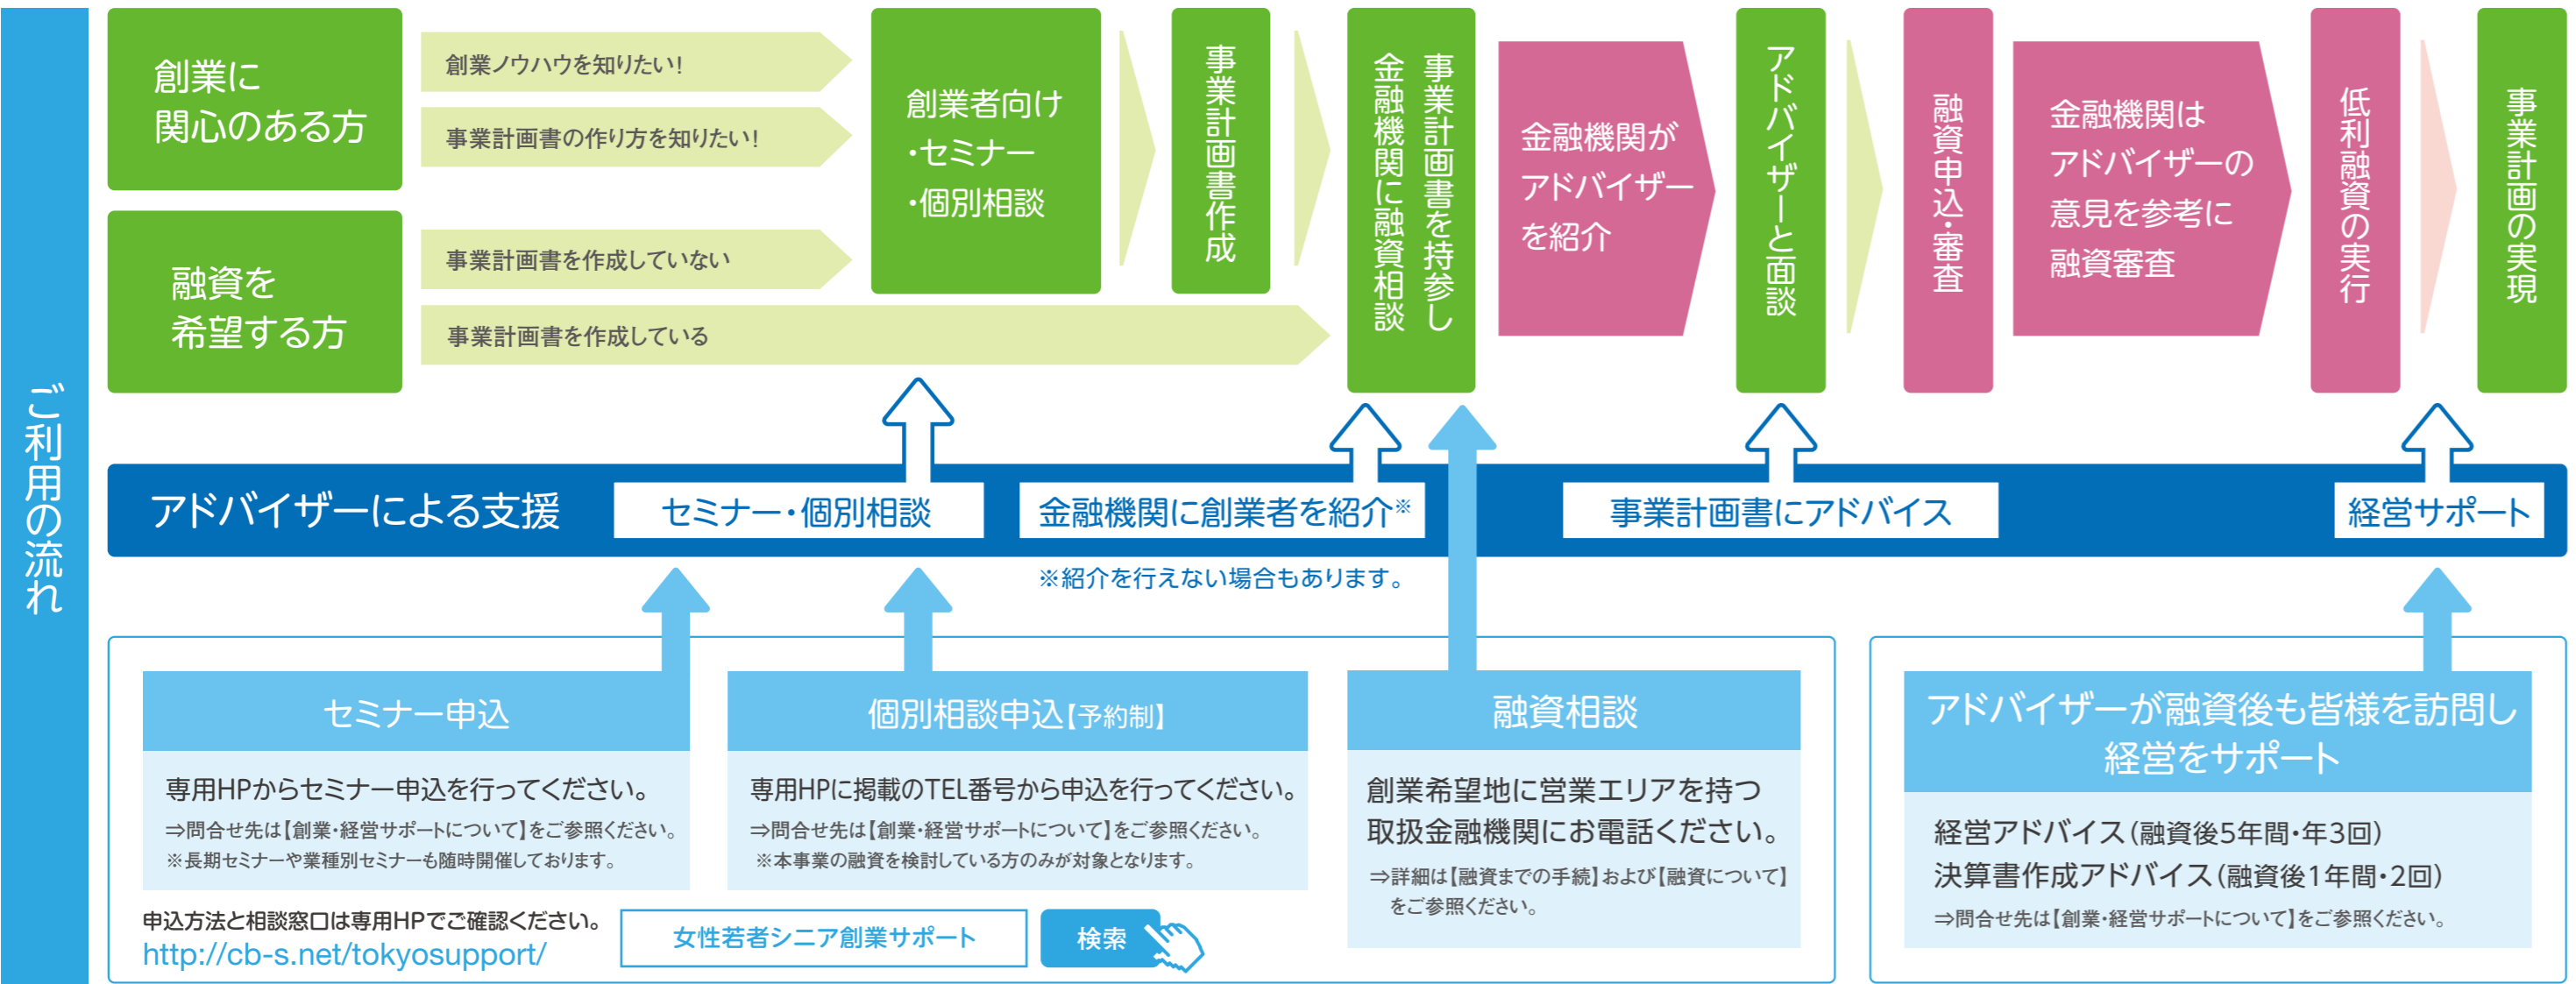 ご利用の流れ
創業に
関心のある方
融資を
希望する方
創業ノウハウを知りたい！
事業計画書の作り方を知りたい！
事業計画書を作成していない
事業計画書を作成している
創業者向け
・セミナー
・個別相談
事業計画書作成
事業計画書を持参し
金融機関に融資相談
金融機関が
アドバイザー
を紹介
アドバイザーと面談
融資申込・審査
金融機関は
アドバイザーの
意見を参考に
融資審査
低利融資の実行
事業計画の実現
アドバイザーによる支援
セミナー・個別相談
金融機関に創業者を紹介※
事業計画書にアドバイス
経営サポート
※紹介を行えない場合もあります。
セミナー申込
専用HPからセミナー申込を行ってください。
⇒問合せ先は【創業・経営サポートについて】をご参照ください。
※長期セミナーや業種別セミナーも随時開催しております。
個別相談申込【予約制】
専用HPに掲載のTEL番号から申込を行ってください。
⇒問合せ先は【創業・経営サポートについて】をご参照ください。
※本事業の融資を検討している方のみが対象となります。
融資相談
創業希望地に営業エリアを持つ
取扱金融機関にお電話ください。
⇒詳細は【融資までの手続】および【融資について】
をご参照ください。
申込方法と相談窓口は専用HPでご確認ください。
http://cb-s.net/tokyosupport/
女性若者シニア創業サポート
検索
アドバイザーが融資後も皆様を訪問し
経営をサポート
経営アドバイス（融資後5年間・年3回）
決算書作成アドバイス（融資後1年間・2回）
⇒問合せ先は【創業・経営サポートについて】をご参照ください。